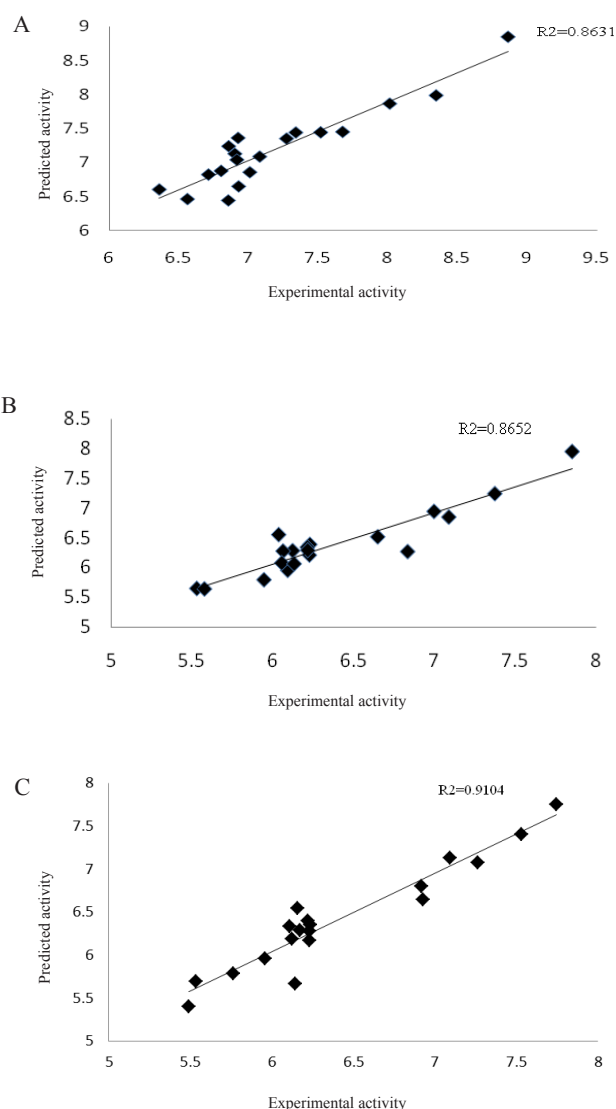 A
R2=0.8631
9
8.5
8
7.5
7
6.5
6
Predicted activity
6 6.5 7 7.5 8 8.5 9 9.5
Experimental activity
B
R2=0.8652
8.5
8
7.5
7
6.5
6
5.5
5
Predicted activity
5 5.5 6 6.5 7 7.5 8
Experimental activity
C
R2=0.9104
8
7.5
7
6.5
6
5.5
5
Predicted activity
5 5.5 6 6.5 7 7.5 8
Experimental activity